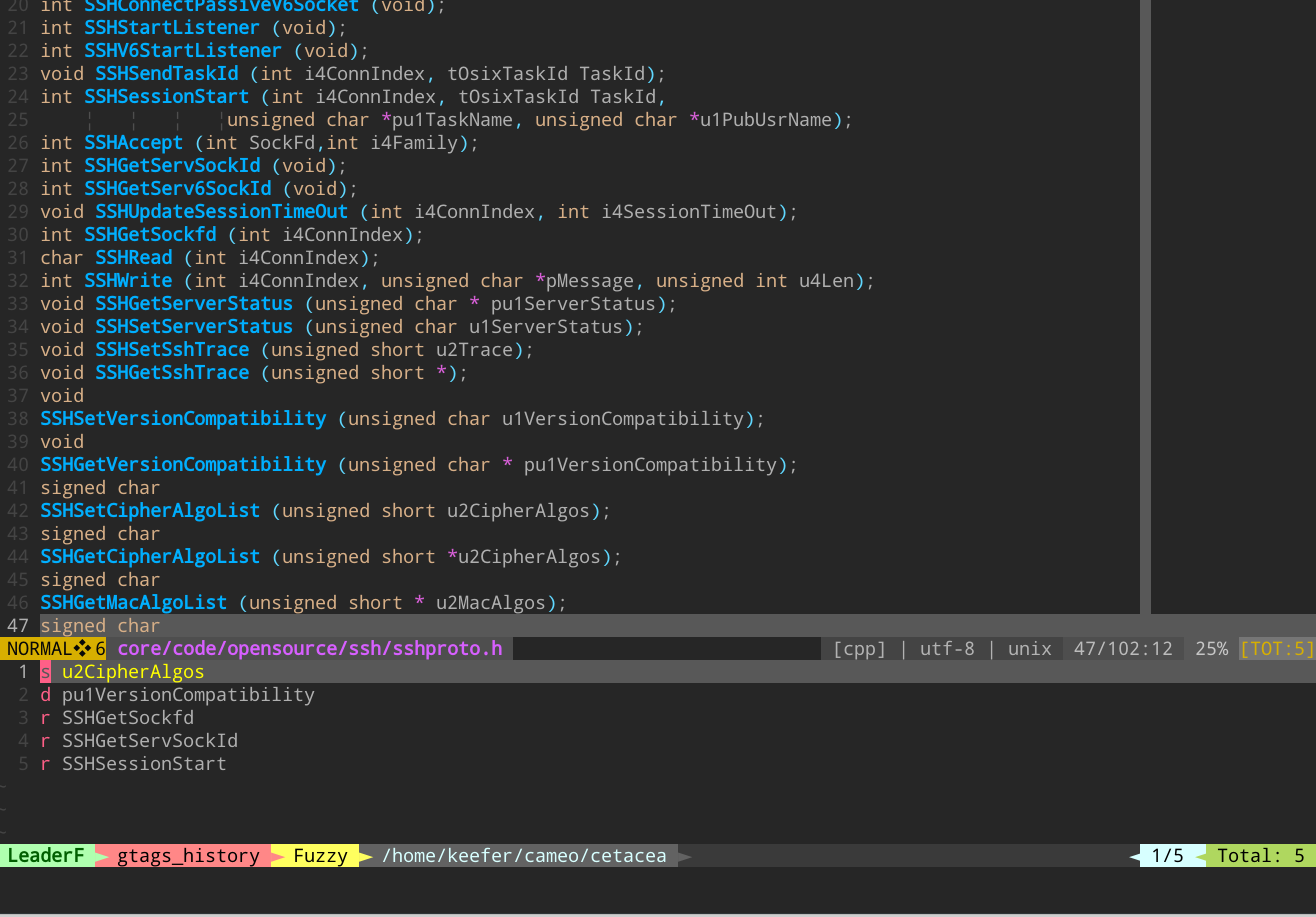 20 int SSHConnectPassiveV6Socket (void);
21 int SSHStartListener (void);
22 int SSHV6StartListener (void);
23 void SSHSendTaskId (int i4ConnIndex, tOsixTaskId TaskId);
24 int SSHSessionStart (int i4ConnIndex, tOsixTaskId TaskId,
25 ¦ ¦ ¦ ¦unsigned char *pu1TaskName, unsigned char *u1PubUsrName);
26 int SSHAccept (int SockFd,int i4Family);
27 int SSHGetServSockId (void);
28 int SSHGetServ6SockId (void);
29 void SSHUpdateSessionTimeOut (int i4ConnIndex, int i4SessionTimeOut);
30 int SSHGetSockfd (int i4ConnIndex);
31 char SSHRead (int i4ConnIndex);
32 int SSHWrite (int i4ConnIndex, unsigned char *pMessage, unsigned int u4Len);
33 void SSHGetServerStatus (unsigned char * pu1ServerStatus);
34 void SSHSetServerStatus (unsigned char u1ServerStatus);
35 void SSHSetSshTrace (unsigned short u2Trace);
36 void SSHGetSshTrace (unsigned short *);
37 void
38 SSHSetVersionCompatibility (unsigned char u1VersionCompatibility);
39 void
40 SSHGetVersionCompatibility (unsigned char * pu1VersionCompatibility);
41 signed char
42 SSHSetCipherAlgoList (unsigned short u2CipherAlgos);
43 signed char
44 SSHGetCipherAlgoList (unsigned short *u2CipherAlgos);
45 signed char
46 SSHGetMacAlgoList (unsigned short * u2MacAlgos);
47 signed char
NORMAL❖6 core/code/opensource/ssh/sshproto.h [cpp] | utf-8 | unix 47/102:12 25% [TOT:5]
1 s u2CipherAlgos
2 d pu1VersionCompatibility
3 r SSHGetSockfd
4 r SSHGetServSockId
5 r SSHSessionStart
~
~
~
LeaderF gtags_history Fuzzy /home/keefer/cameo/cetacea 1/5 Total: 5